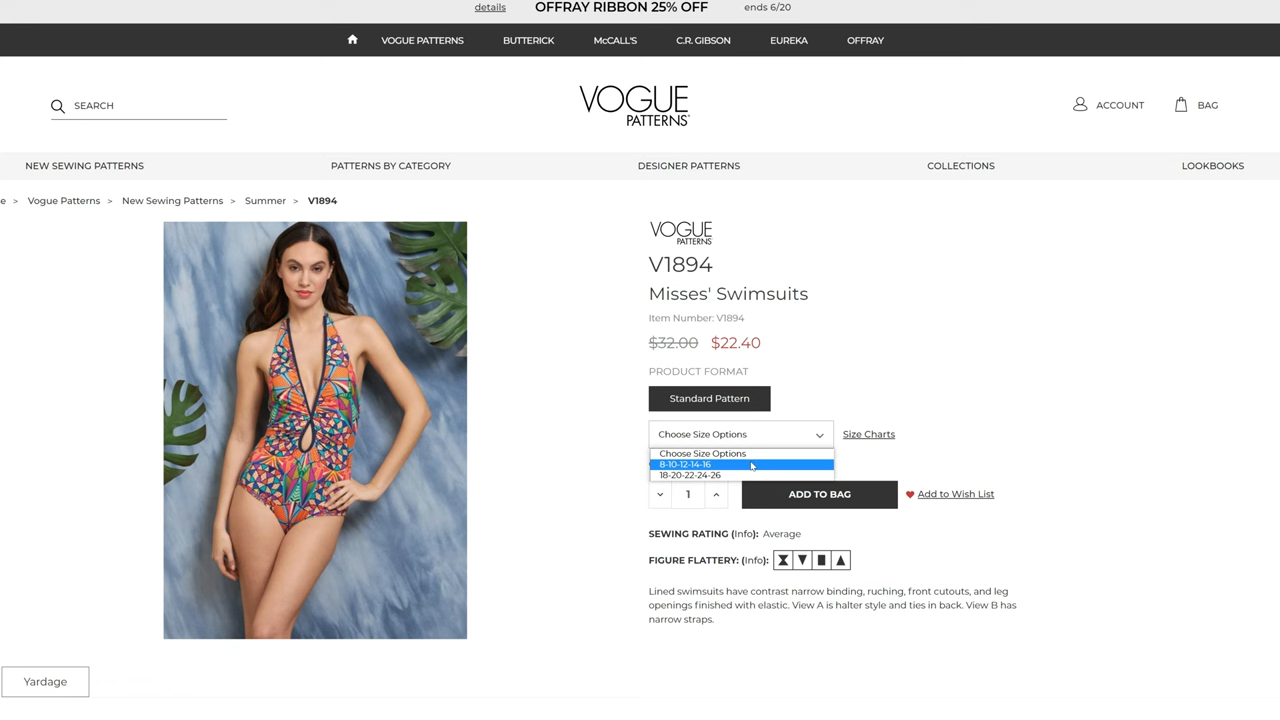 details OFFRAY RIBBON 25% OFF ends 6/20
VOGUE PATTERNS BUTTERICK McCALL'S C.R. GIBSON EUREKA OFFRAY
SEARCH
VOGUE
PATTERNS
ACCOUNT BAG
NEW SEWING PATTERNS PATTERNS BY CATEGORY DESIGNER PATTERNS COLLECTIONS LOOKBOOKS
e > Vogue Patterns > New Sewing Patterns > Summer > V1894
VOGUE
PATTERNS
V1894
Misses' Swimsuits
Item Number: V1894
$32.00 $22.40
PRODUCT FORMAT
Standard Pattern
Choose Size Options Size Charts
Choose Size Options
8-10-12-14-16
18-20-22-24-26
1 ADD TO BAG Add to Wish List
SEWING RATING (Info): Average
FIGURE FLATTERY: (Info):
Lined swimsuits have contrast narrow binding, ruching, front cutouts, and leg
openings finished with elastic. View A is halter style and ties in back. View B has
narrow straps.
Yardage